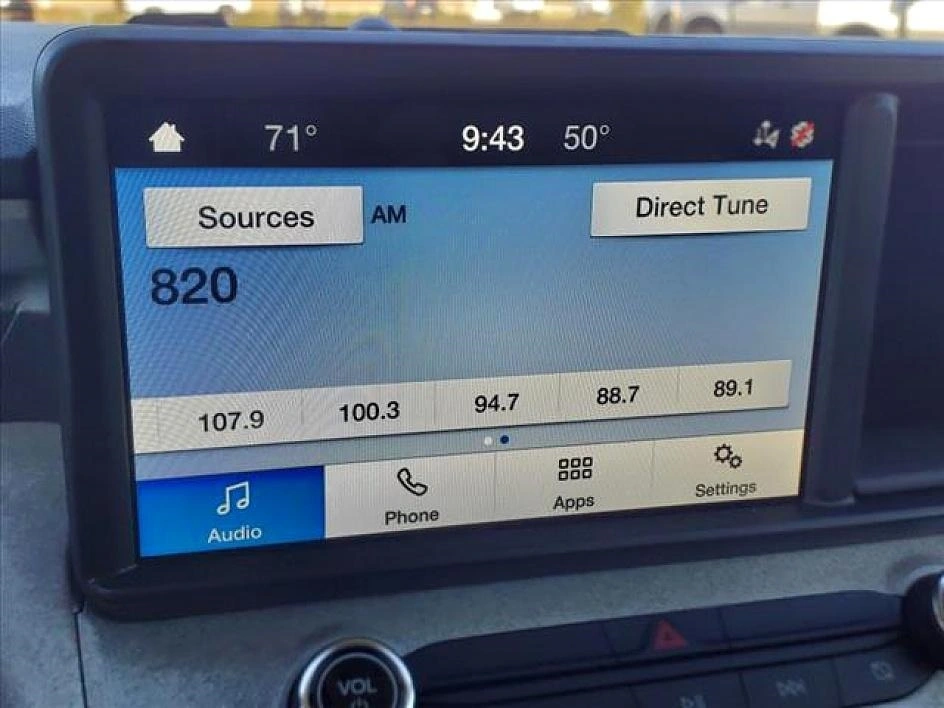 71° 9:43 50°
Sources AM Direct Tune
820
107.9 100.3 94.7 88.7 89.1
Audio Phone Apps Settings
VOL